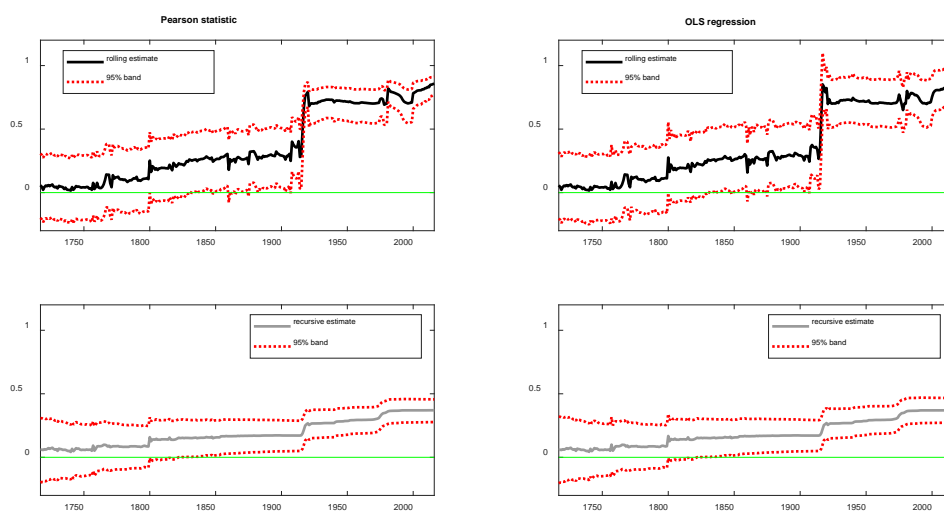 Pearson statistic
1
0.5
0
rolling estimate
95% band
1750 1800 1850 1900 1950 2000
OLS regression
1
0.5
0
rolling estimate
95% band
1750 1800 1850 1900 1950 2000
1
0.5
0
recursive estimate
95% band
1750 1800 1850 1900 1950 2000
1
0.5
0
recursive estimate
95% band
1750 1800 1850 1900 1950 2000